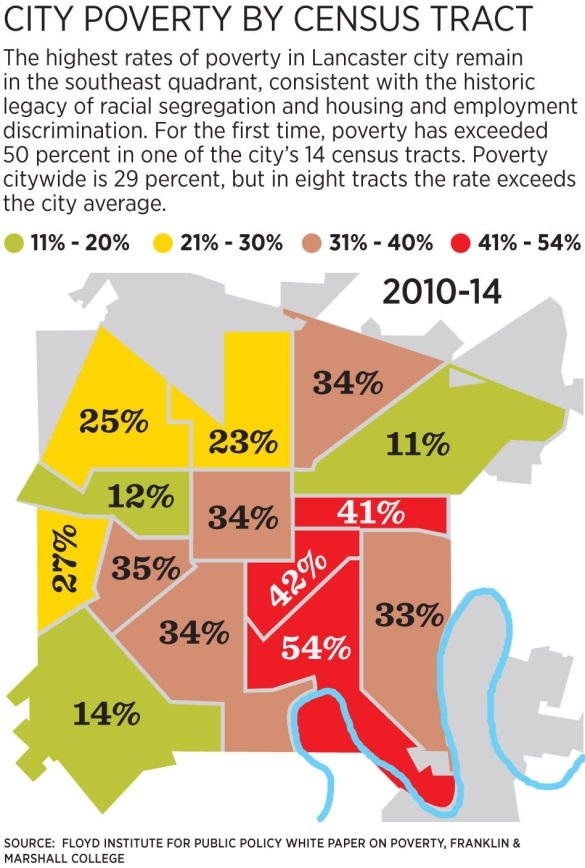 CITY POVERTY BY CENSUS TRACT
The highest rates of poverty in Lancaster city remain
in the southeast quadrant, consistent with the historic
legacy of racial segregation and housing and employment
discrimination. For the first time, poverty has exceeded
50 percent in one of the city's 14 census tracts. Poverty
citywide is 29 percent, but in eight tracts the rate exceeds
the city average.
11% - 20% 21% - 30% 31% - 40% 41% - 54%
2010-14
34%
25%
23%
11%
12%
34%
41%
27%
35%
42%
33%
34%
54%
14%
SOURCE: FLOYD INSTITUTE FOR PUBLIC POLICY WHITE PAPER ON POVERTY, FRANKLIN &
MARSHALL COLLEGE